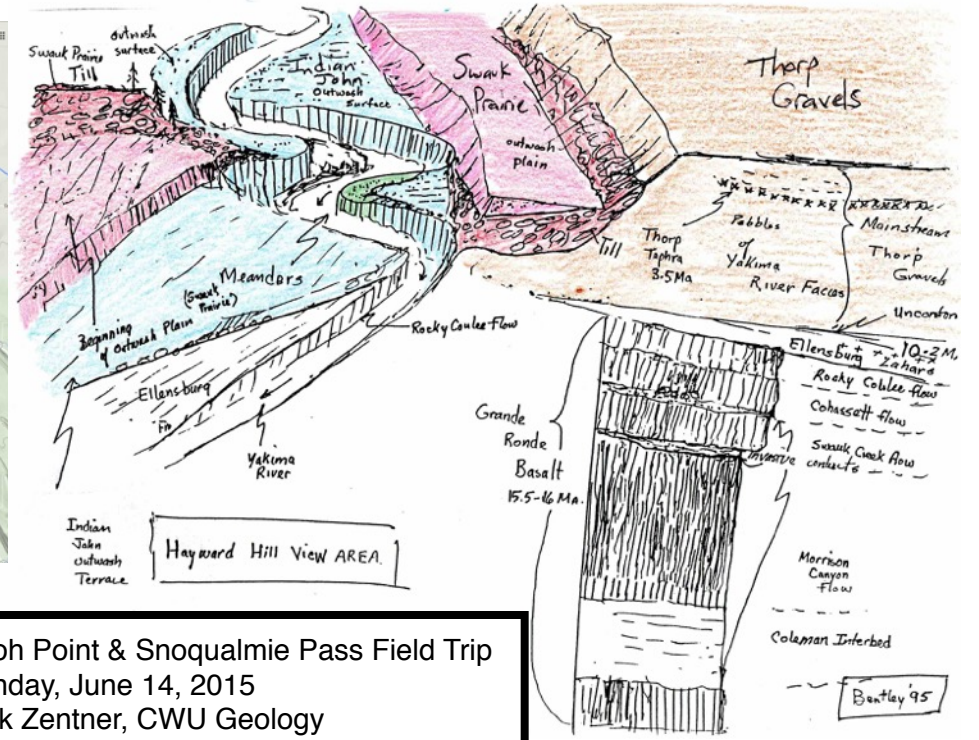 Swauk Prairie
Till
outwash
surface
Indian
John
Outwash
Surface
Swauk
Prairie
outwash
plain
Thorp
Gravels
Till
Thorp
Tephra
3.5Ma
Pebbles
of
Yakima
River Facies
Mainstream
Thorp
Gravels
Unconfor
Meanders
(Swauk
Prairie)
Beginning
of Outwash Plain
Rocky Coulee Flow
Ellensburg
Fm
Yakima
River
Ellensburg
10-2 M.
Rocky Coulee flow
Cohassett flow
Swauk Creek flow
contacts
Invasive
Grande
Ronde
Basalt
15.5-16 Ma.
Morrison
Canyon
Flow
Coleman Interbed
Indian
John
outwash
Terrace
Hayward Hill View AREA.
Bentley '95
oh Point & Snoqualmie Pass Field Trip
nday, June 14, 2015
k Zentner, CWU Geology